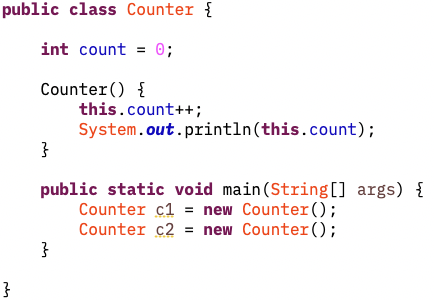 public class Counter {
int count = 0;
Counter() {
this.count++;
System.out.println(this.count);
}
public static void main(String[] args) {
Counter c1 = new Counter();
Counter c2 = new Counter();
}
}